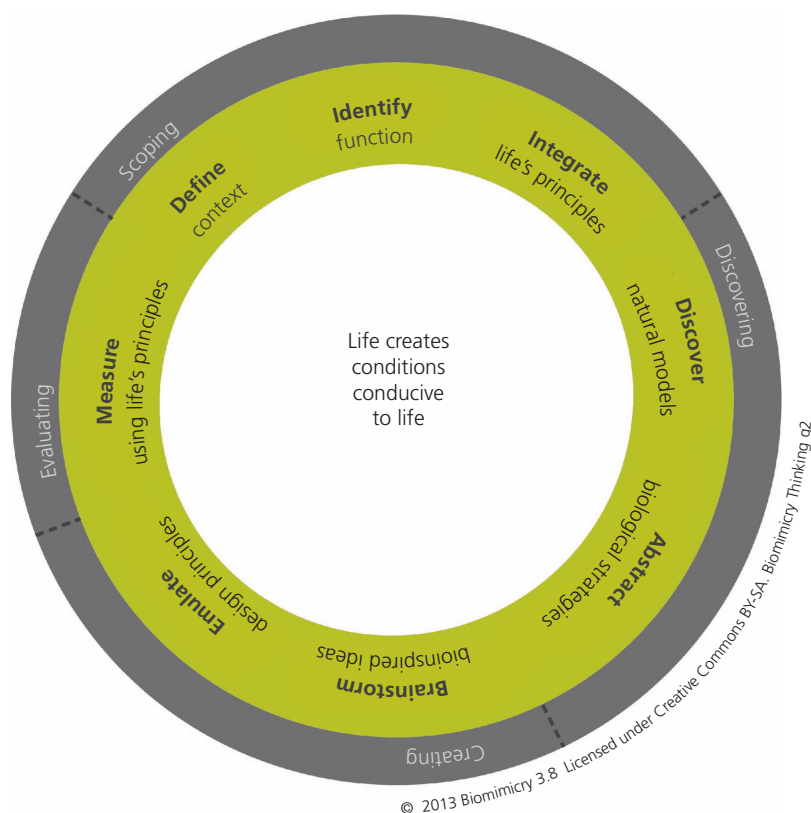 Scoping
Define
context
Identify
function
Integrate
life's principles
Discovering
Discover
natural models
Abstract
biological strategies
Creating
Brainstorm
bioinspired ideas
Emulate
design principles
Evaluating
Measure
using life's principles
Life creates
conditions
conducive
to life
© 2013 Biomimicry 3.8 Licensed under Creative Commons BY-SA. Biomimicry Thinking q2